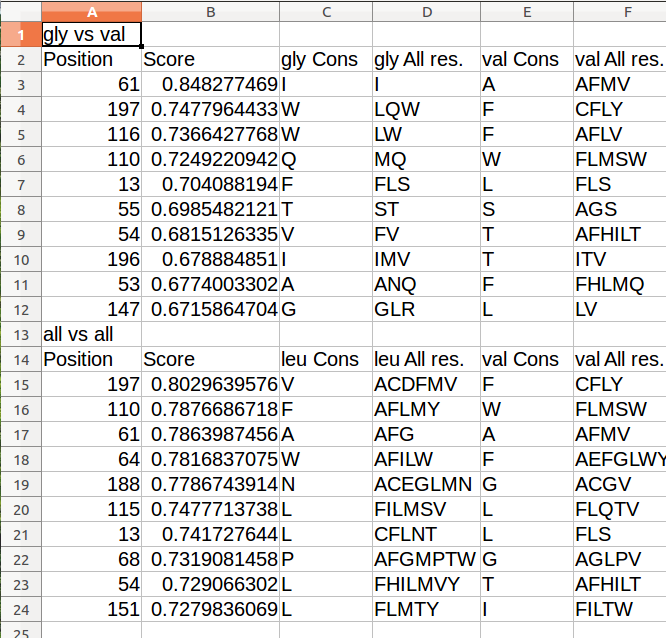 A B C D E F
1 gly vs val
2 Position Score gly Cons gly All res. val Cons val All res.
3 61 0.848277469 I I A AFMV
4 197 0.7477964433 W LQW F CFLY
5 116 0.7366427768 W LW F AFLV
6 110 0.7249220942 Q MQ W FLMSW
7 13 0.704088194 F FLS L FLS
8 55 0.6985482121 T ST S AGS
9 54 0.6815126335 V FV T AFHILT
10 196 0.678884851 I IMV T ITV
11 53 0.6774003302 A ANQ F FHLMQ
12 147 0.6715864704 G GLR L LV
13 all vs all
14 Position Score leu Cons leu All res. val Cons val All res.
15 197 0.8029639576 V ACDFMV F CFLY
16 110 0.7876686718 F AFLMY W FLMSW
17 61 0.7863987456 A AFG A AFMV
18 64 0.7816837075 W AFILW F AEFGLWY
19 188 0.7786743914 N ACEGLMN G ACGV
20 115 0.7477713738 L FILMSV L FLQTV
21 13 0.741727644 L CFLNT L FLS
22 68 0.7319081458 P AFGMPTW G AGLPV
23 54 0.729066302 L FHILMVY T AFHILT
24 151 0.7279836069 L FLMTY I FILTW
25